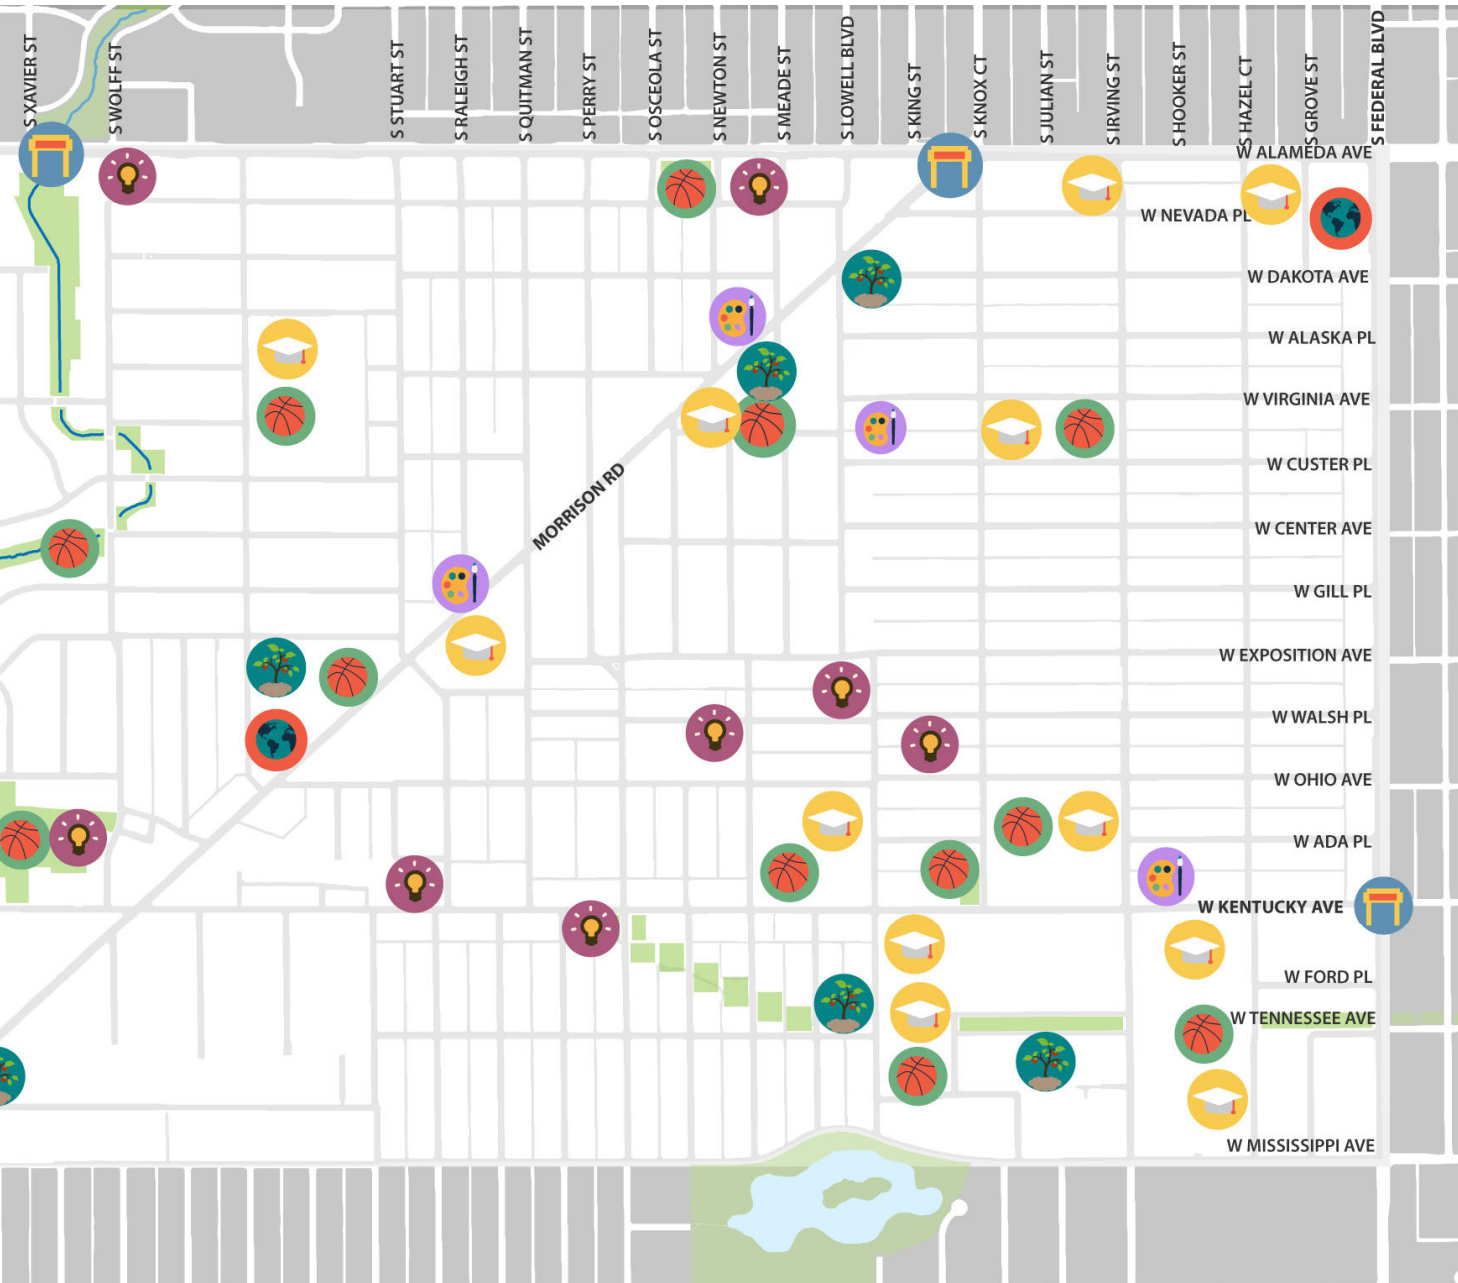 S XAVIER ST
S WOLFF ST
S STUART ST
S RALEIGH ST
S QUITMAN ST
S PERRY ST
S OSCEOLA ST
S NEWTON ST
S MEADE ST
S LOWELL BLVD
S KING ST
S KNOX CT
S JULIAN ST
S IRVING ST
S HOOKER ST
S HAZEL CT
S GROVE ST
S FEDERAL BLVD
W ALAMEDA AVE
W NEVADA PL
W DAKOTA AVE
W ALASKA PL
W VIRGINIA AVE
W CUSTER PL
MORRISON RD
W CENTER AVE
W GILL PL
W EXPOSITION AVE
W WALSH PL
W OHIO AVE
W ADA PL
W KENTUCKY AVE
W FORD PL
W TENNESSEE AVE
W MISSISSIPPI AVE